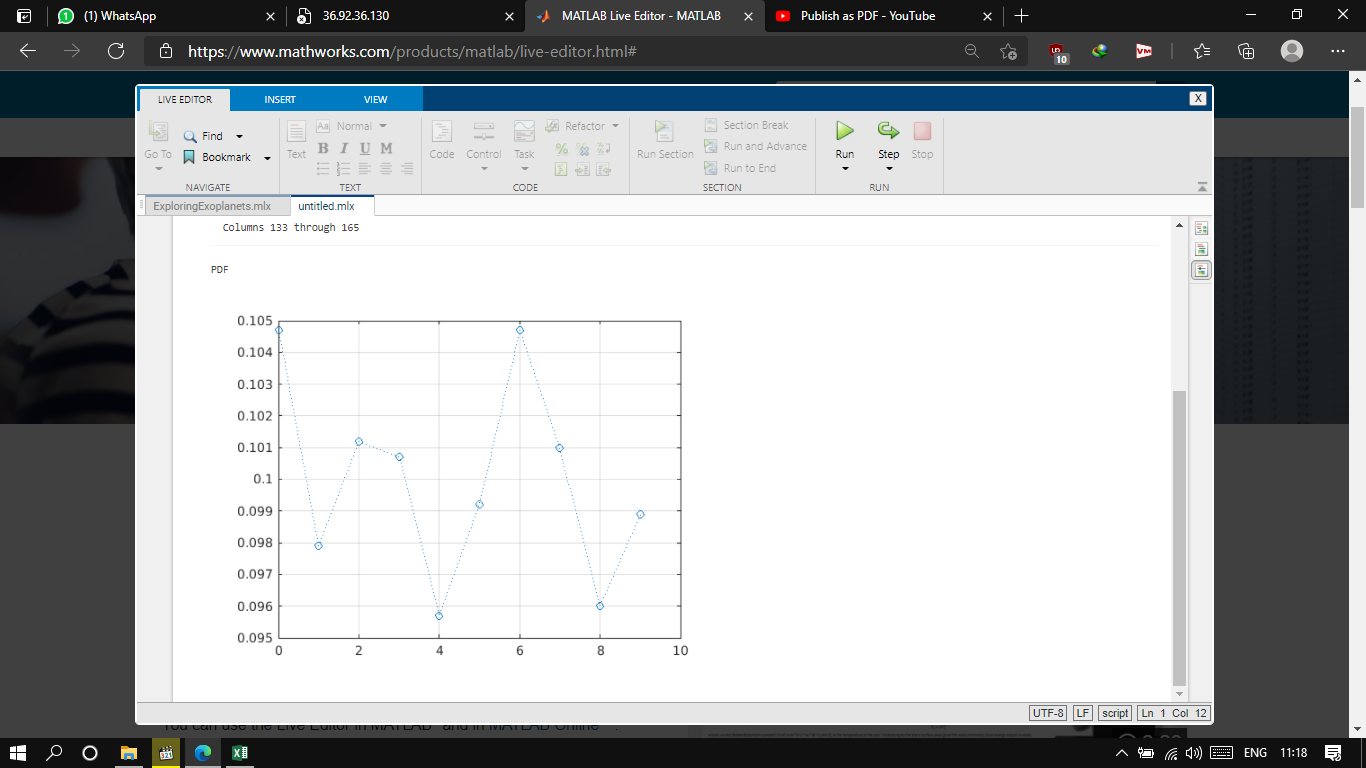 (1) WhatsApp
36.92.36.130
MATLAB Live Editor - MATLAB
Publish as PDF - YouTube
https://www.mathworks.com/products/matlab/live-editor.html#
10
LIVE EDITOR INSERT VIEW X
Go To Find Bookmark
NAVIGATE
Text Aa Normal B I U M
TEXT
Code Control Task Refactor
CODE
Run Section Section Break
Run and Advance
Run to End
SECTION
Run Step Stop
RUN
ExploringExoplanets.mlx untitled.mlx
Columns 133 through 165
PDF
0.105
0.104
0.103
0.102
0.101
0.1
0.099
0.098
0.097
0.096
0.095
0 2 4 6 8 10
UTF-8 LF script Ln 1 Col 12
You can use the Live Editor in MATLAB and in MATLAB Online
321
ENG 11:18